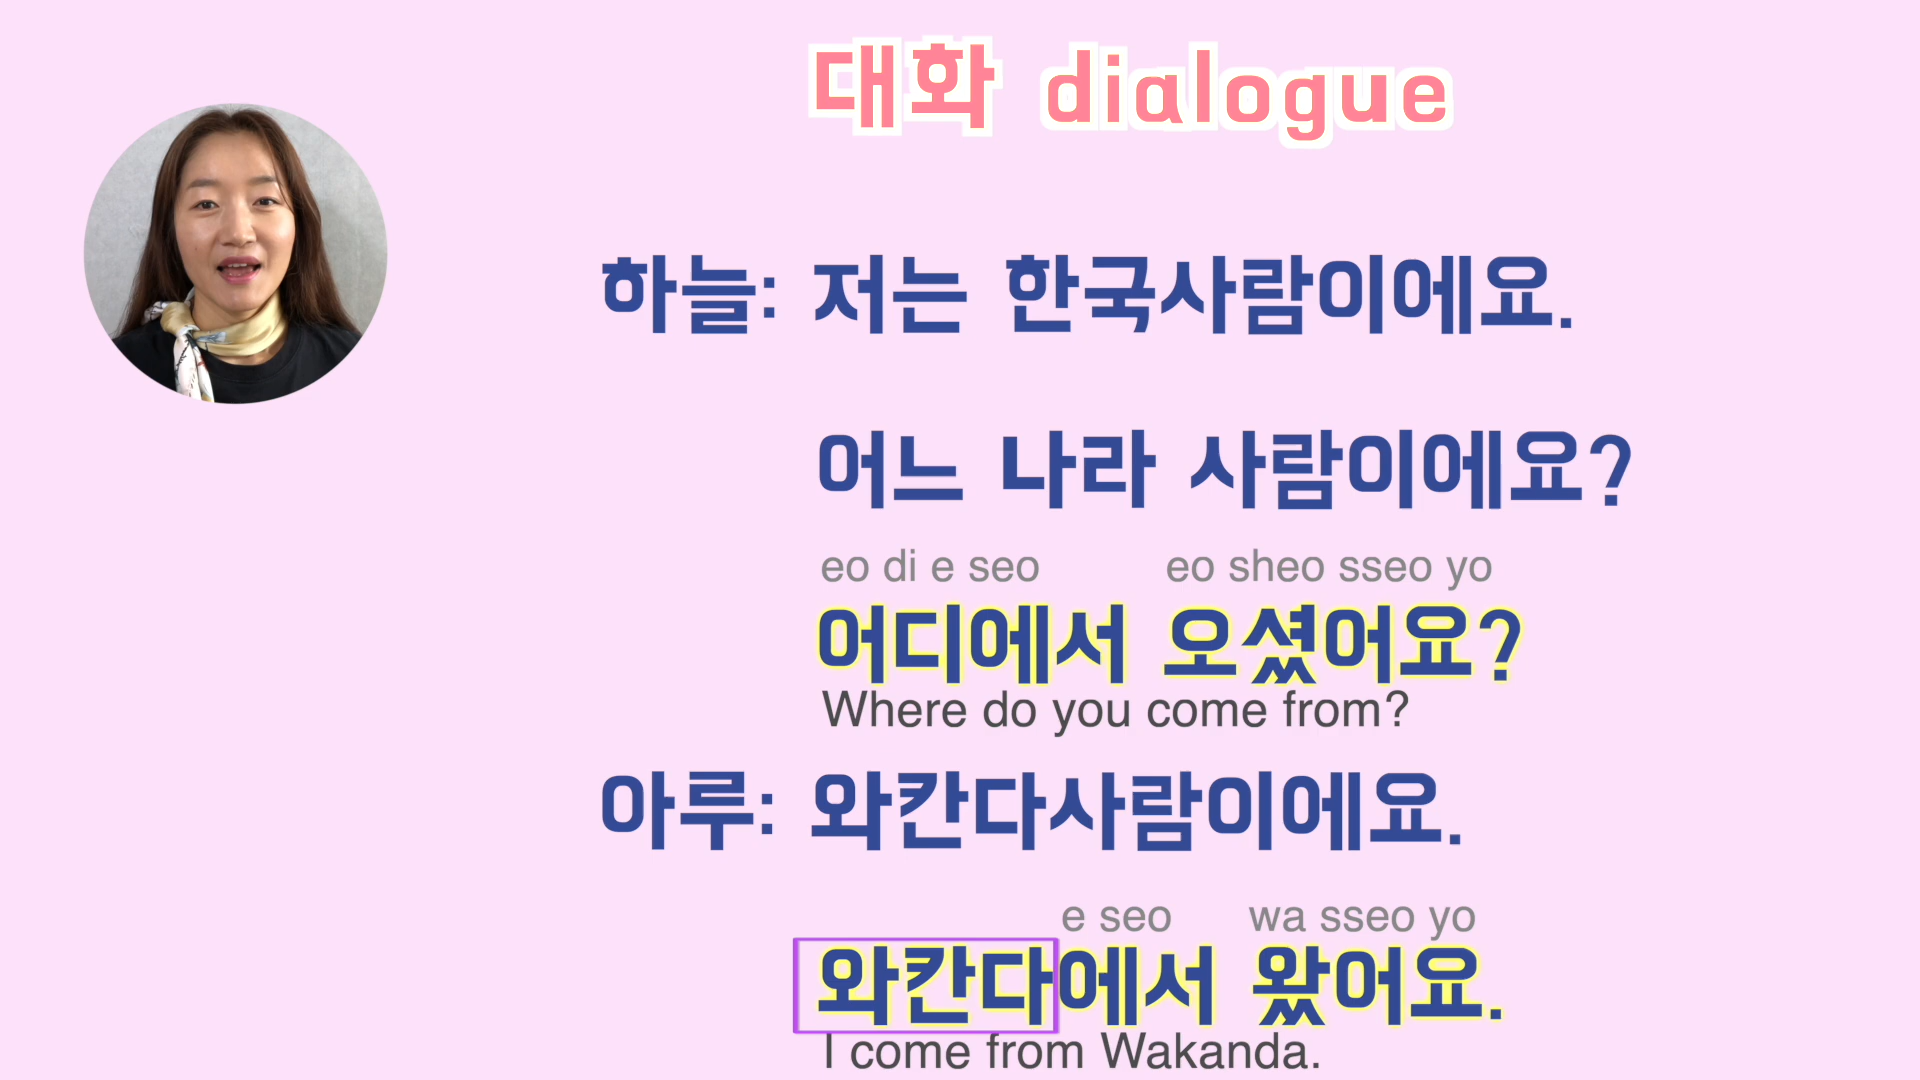 대화 dialogue
하늘: 저는 한국사람이에요.
어느 나라 사람이에요?
eo di e seo eo sheo sseo yo
어디에서 오셨어요?
Where do you come from?
아루: 와칸다사람이에요.
e seo wa sseo yo
와칸다에서 왔어요.
I come from Wakanda.